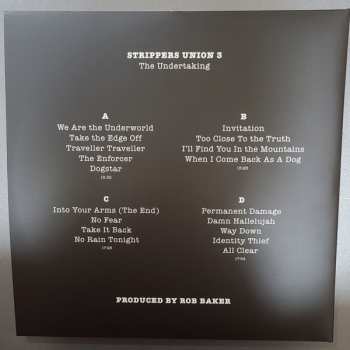 STRIPPERS UNION 3
The Undertaking
A
We Are the Underworld
Take the Edge Off
Traveller Traveller
The Enforcer
Dogstar
B
Invitation
Too Close To the Truth
I'll Find You In the Mountains
When I Come Back As A Dog
C
Into Your Arms (The End)
No Fear
Take It Back
No Rain Tonight
D
Permanent Damage
Damn Hallelujah
Way Down
Identity Thief
All Clear
PRODUCED BY ROB BAKER